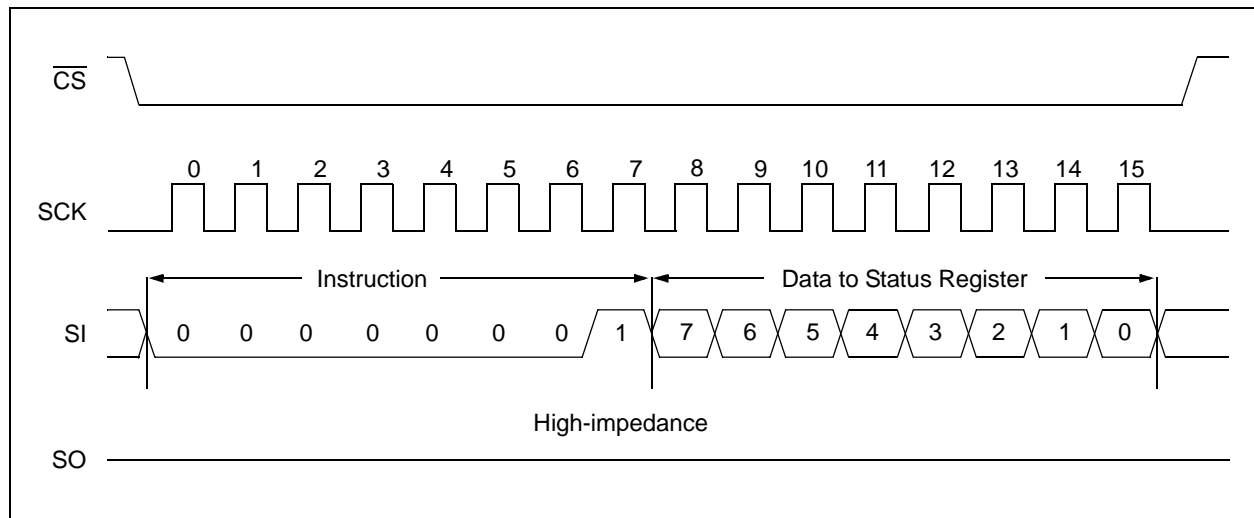 CS
0 1 2 3 4 5 6 7 8 9 10 11 12 13 14 15
SCK
Instruction Data to Status Register
SI 0 0 0 0 0 0 0 1 7 6 5 4 3 2 1 0
High-impedance
SO